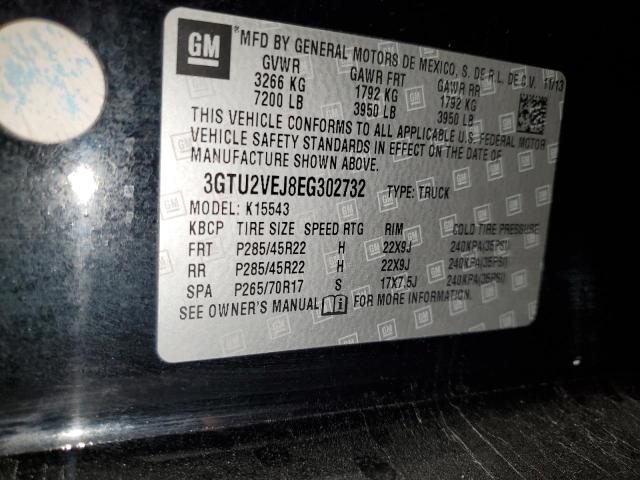 GM
*MFD BY GENERAL MOTORS DE MEXICO, S. DE R.L. DE C.V. 11/13
GVWR GAWR FRT GAWR RR
3266 KG 1792 KG 1792 KG
7200 LB 3950 LB 3950 LB
THIS VEHICLE CONFORMS TO ALL APPLICABLE U.S. FEDERAL MOTOR
VEHICLE SAFETY STANDARDS IN EFFECT ON THE DATE OF
MANUFACTURE SHOWN ABOVE.
3GTU2VEJ8EG302732 TYPE: TRUCK
MODEL: K15543
KBCP TIRE SIZE SPEED RTG RIM COLD TIRE PRESSURE
FRT P285/45R22 H 22X9J 240KPA(35PSI)
RR P285/45R22 H 22X9J 240KPA(35PSI)
SPA P265/70R17 S 17X7.5J 240KPA(35PSI)
SEE OWNER'S MANUAL FOR MORE INFORMATION.